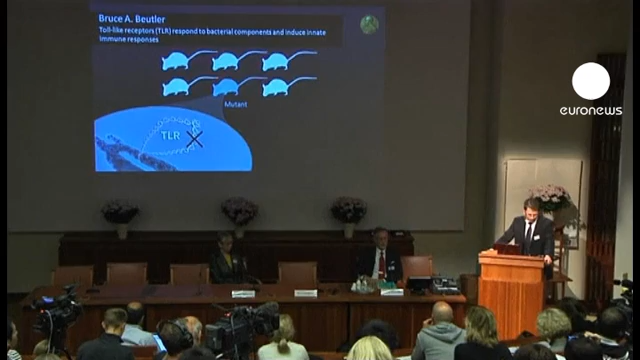 Bruce A. Beutler
Toll-like receptors (TLR) respond to bacterial components and induce innate
immune responses
Mutant
TLR
euronews